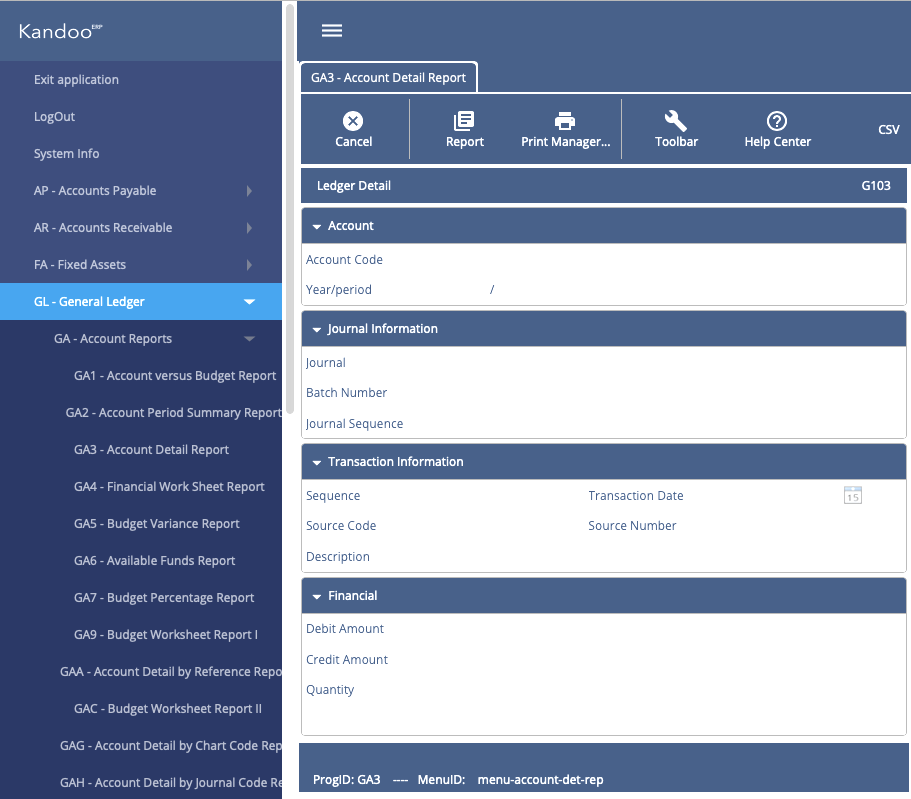 Kandoo ERP
Exit application
LogOut
System Info
AP - Accounts Payable
AR - Accounts Receivable
FA - Fixed Assets
GL - General Ledger
GA - Account Reports
GA1 - Account versus Budget Report
GA2 - Account Period Summary Report
GA3 - Account Detail Report
GA4 - Financial Work Sheet Report
GA5 - Budget Variance Report
GA6 - Available Funds Report
GA7 - Budget Percentage Report
GA9 - Budget Worksheet Report I
GAA - Account Detail by Reference Repo
GAC - Budget Worksheet Report II
GAG - Account Detail by Chart Code Rep
GAH - Account Detail by Journal Code Re
GA3 - Account Detail Report
Cancel Report Print Manager... Toolbar Help Center CSV
Ledger Detail G103
Account
Account Code
Year/period /
Journal Information
Journal
Batch Number
Journal Sequence
Transaction Information
Sequence Transaction Date 15
Source Code Source Number
Description
Financial
Debit Amount
Credit Amount
Quantity
ProgID: GA3 ---- MenuID: menu-account-det-rep